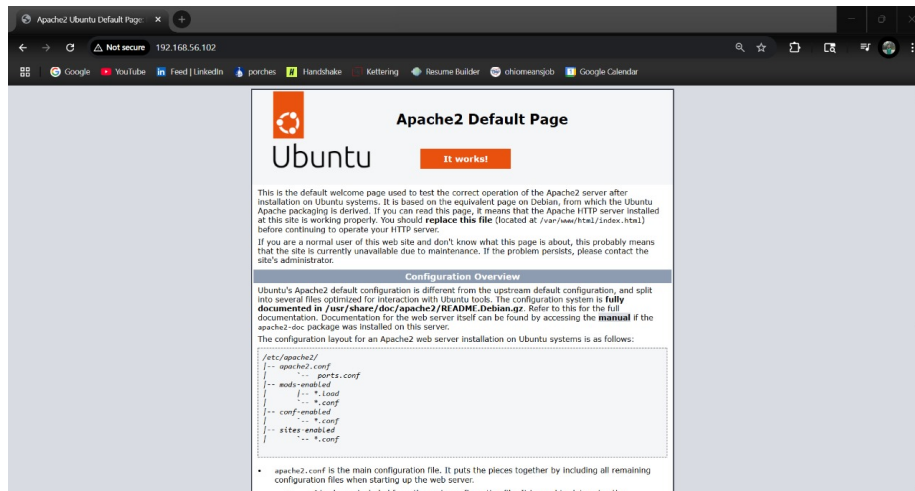 Apache2 Ubuntu Default Page:
Not secure 192.168.56.102
Google YouTube Feed | LinkedIn porches Handshake Kettering Resume Builder ohiomeansjob Google Calendar
Ubuntu
Apache2 Default Page
It works!
This is the default welcome page used to test the correct operation of the Apache2 server after
installation on Ubuntu systems. It is based on the equivalent page on Debian, from which the Ubuntu
Apache packaging is derived. If you can read this page, it means that the Apache HTTP server installed
at this site is working properly. You should replace this file (located at /var/www/html/index.html)
before continuing to operate your HTTP server.
If you are a normal user of this web site and don't know what this page is about, this probably means
that the site is currently unavailable due to maintenance. If the problem persists, please contact the
site's administrator.
Configuration Overview
Ubuntu's Apache2 default configuration is different from the upstream default configuration, and split
into several files optimized for interaction with Ubuntu tools. The configuration system is fully
documented in /usr/share/doc/apache2/README.Debian.gz. Refer to this for the full
documentation. Documentation for the web server itself can be found by accessing the manual if the
apache2-doc package was installed on this server.
The configuration layout for an Apache2 web server installation on Ubuntu systems is as follows:
/etc/apache2/
|-- apache2.conf
|       `--  ports.conf
|-- mods-enabled
|       |-- *.load
|       `-- *.conf
|-- conf-enabled
|       `-- *.conf
|-- sites-enabled
|       `-- *.conf
• apache2.conf is the main configuration file. It puts the pieces together by including all remaining
configuration files when starting up the web server.